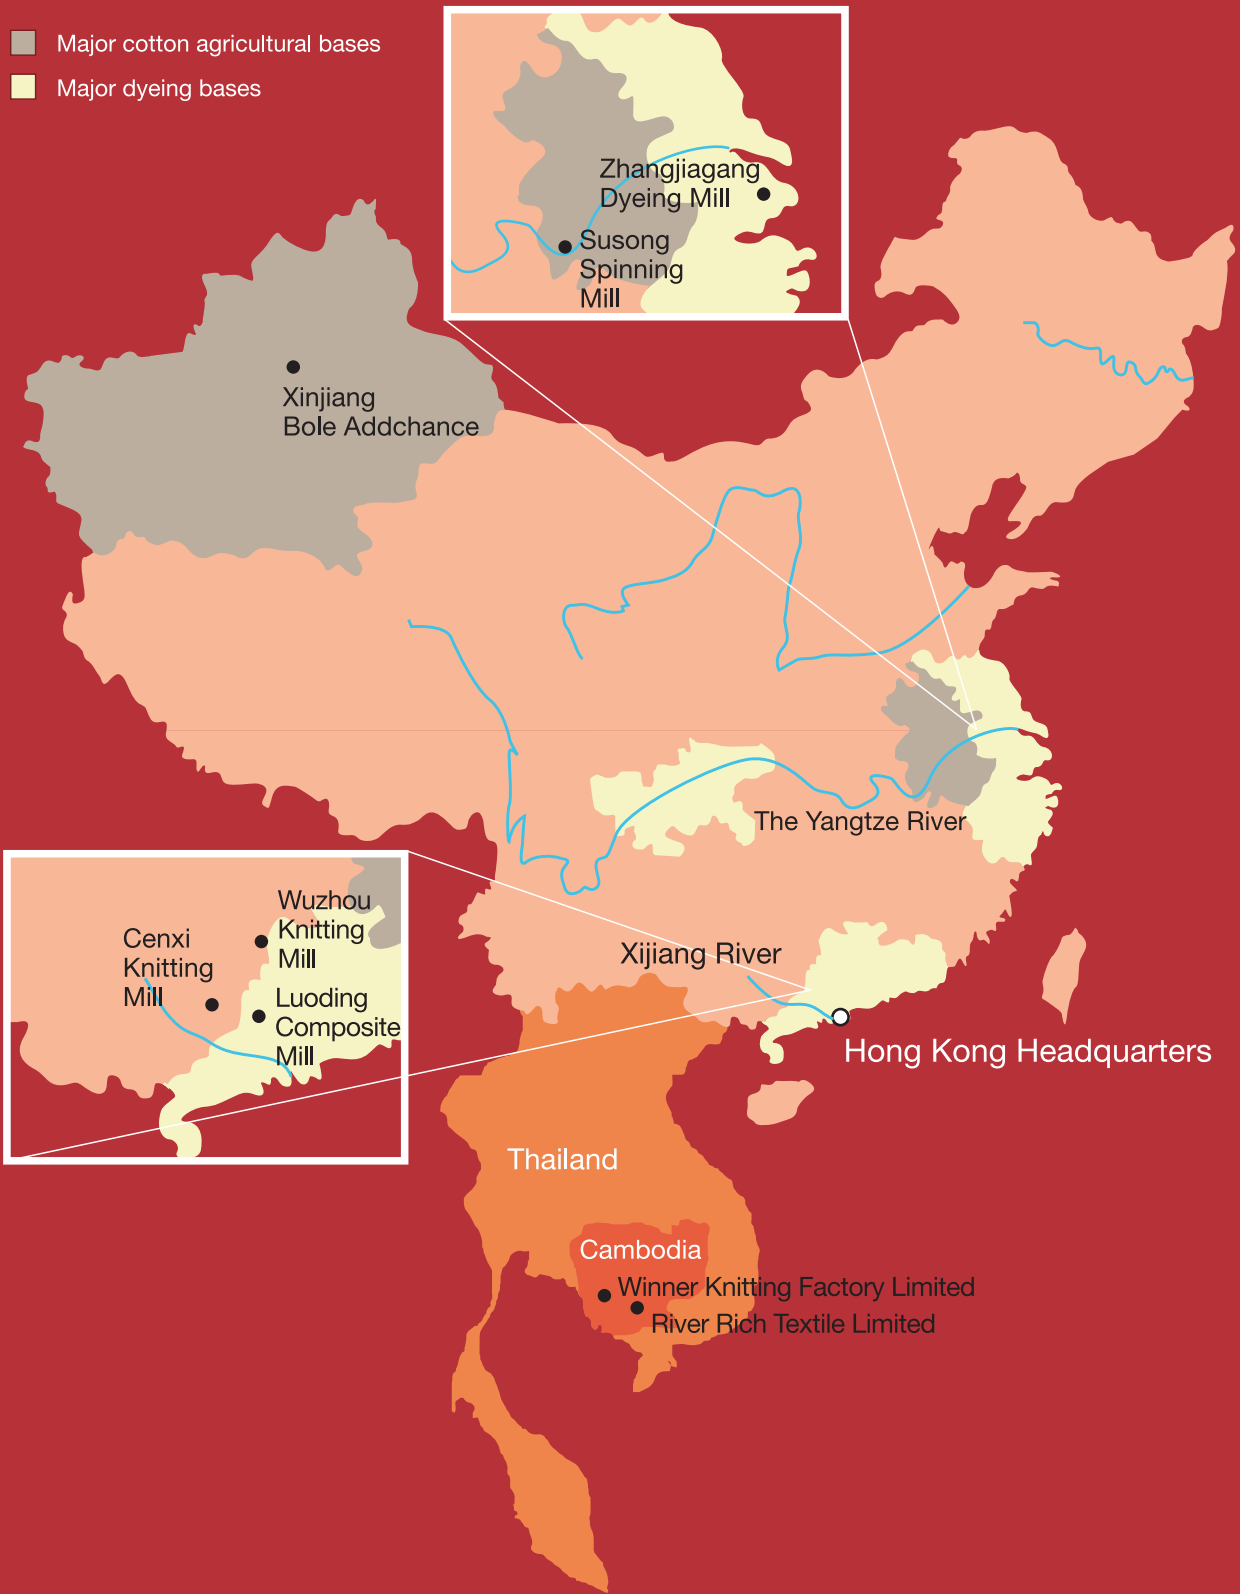 Major cotton agricultural bases
Major dyeing bases
Zhangjiagang
Dyeing Mill
Susong
Spinning
Mill
Xinjiang
Bole Addchance
The Yangtze River
Wuzhou
Knitting
Mill
Cenxi
Knitting
Mill
Luoding
Composite
Mill
Xijiang River
Hong Kong Headquarters
Thailand
Cambodia
Winner Knitting Factory Limited
River Rich Textile Limited